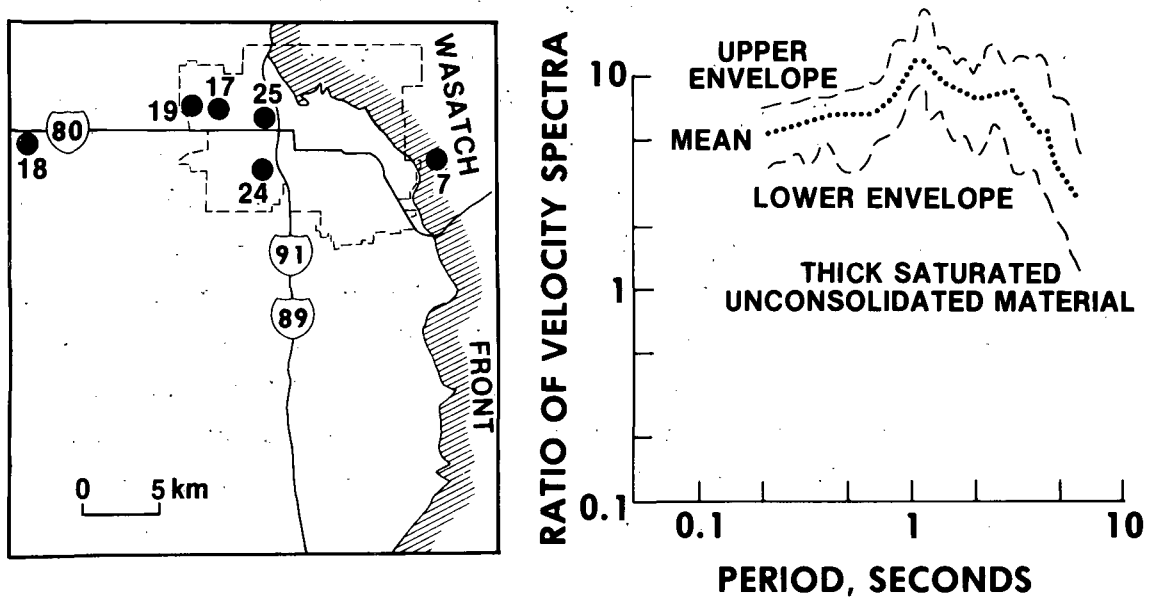 WASATCH
19
17
25
80
18
24
7
91
89
FRONT
0 5 km
RATIO OF VELOCITY SPECTRA
10
1
0.1
UPPER
ENVELOPE
MEAN
LOWER ENVELOPE
THICK SATURATED
UNCONSOLIDATED MATERIAL
0.1 1 10
PERIOD, SECONDS